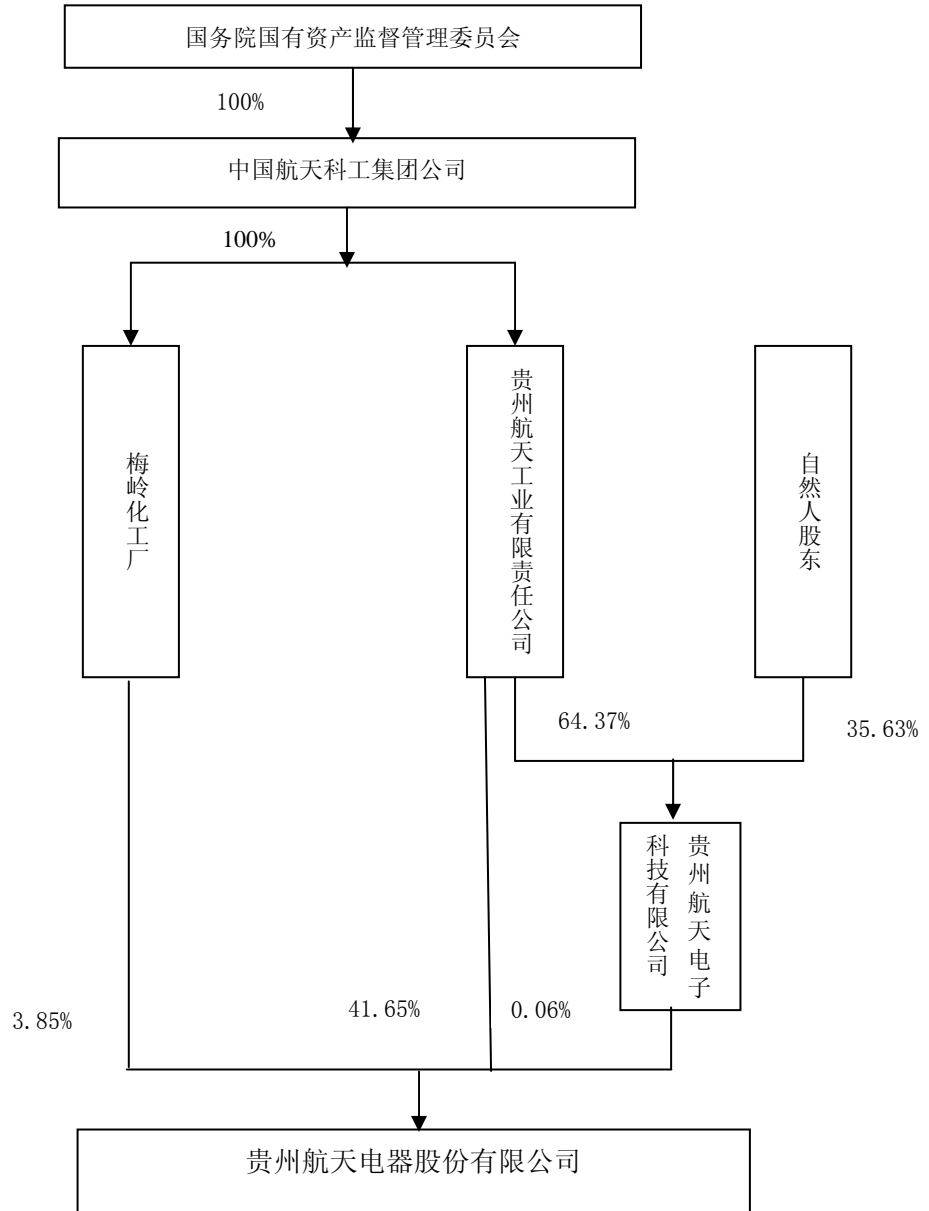 国务院国有资产监督管理委员会
100%
中国航天科工集团公司
100%
梅岭化工厂
贵州航天工业有限责任公司
自然人股东
64.37%
35.63%
贵州航天电子
科技有限公司
3.85%
41.65%
0.06%
贵州航天电器股份有限公司